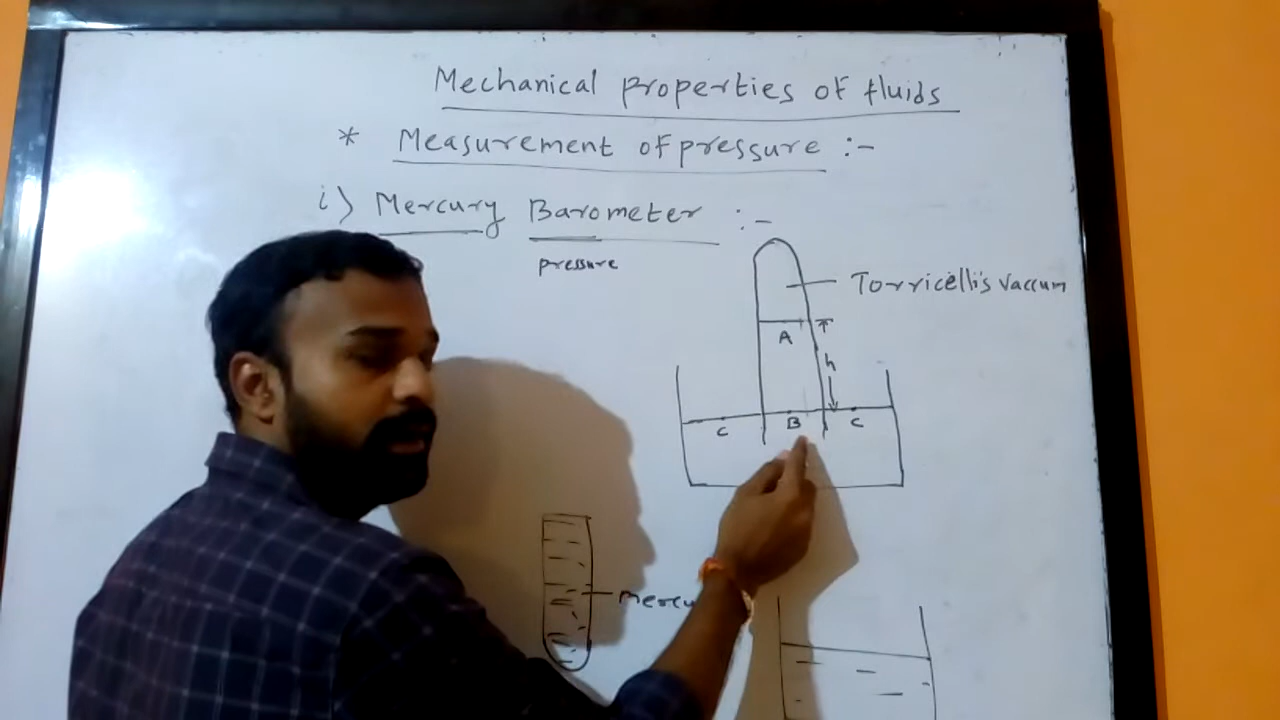 Mechanical properties of fluids
* Measurement of pressure :-
i) Mercury Barometer :-
pressure
Torricelli's vaccum
A
h
C B C